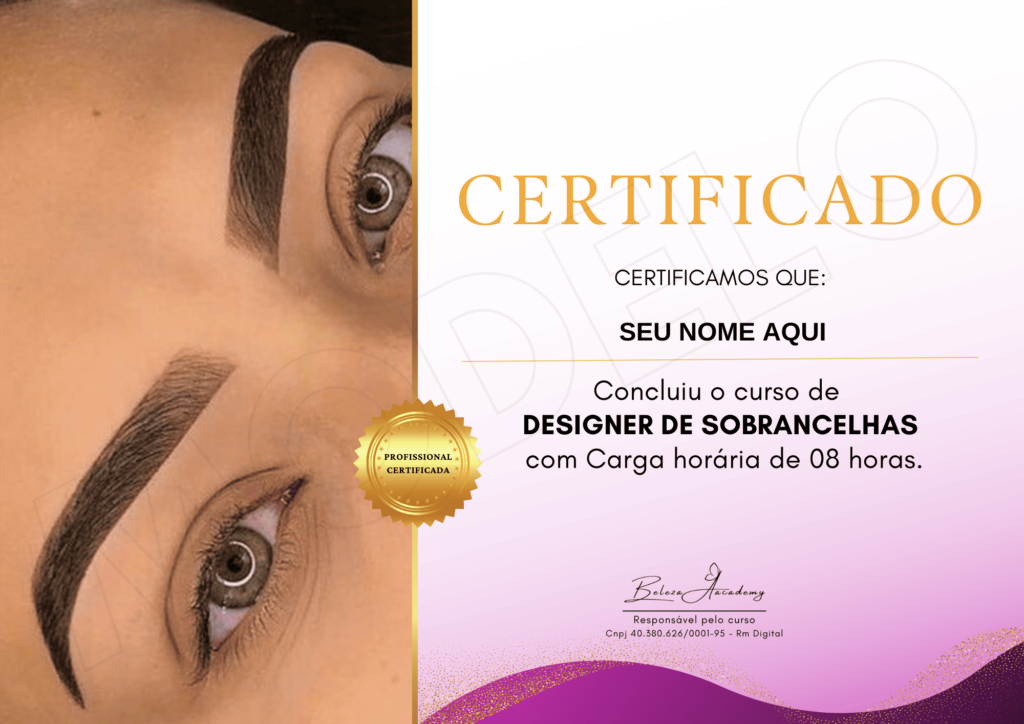 CERTIFICADO
CERTIFICAMOS QUE:
SEU NOME AQUI
Concluiu o curso de
DESIGNER DE SOBRANCELHAS
com Carga horária de 08 horas.
PROFISSIONAL
CERTIFICADA
Beleza Aacademy
Responsável pelo curso
Cnpj 40.380.626/0001-95 - Rm Digital
MODELO